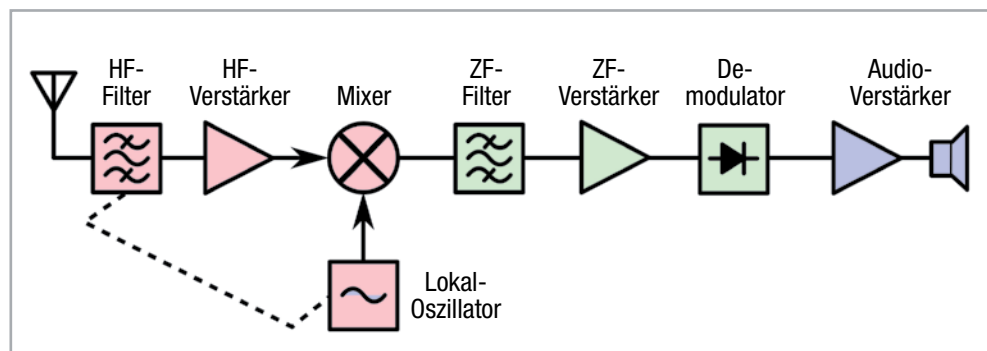 HF-
Filter
HF-
Verstärker
Mixer
ZF-
Filter
ZF-
Verstärker
De-
modulator
Audio-
Verstärker
Lokal-
Oszillator